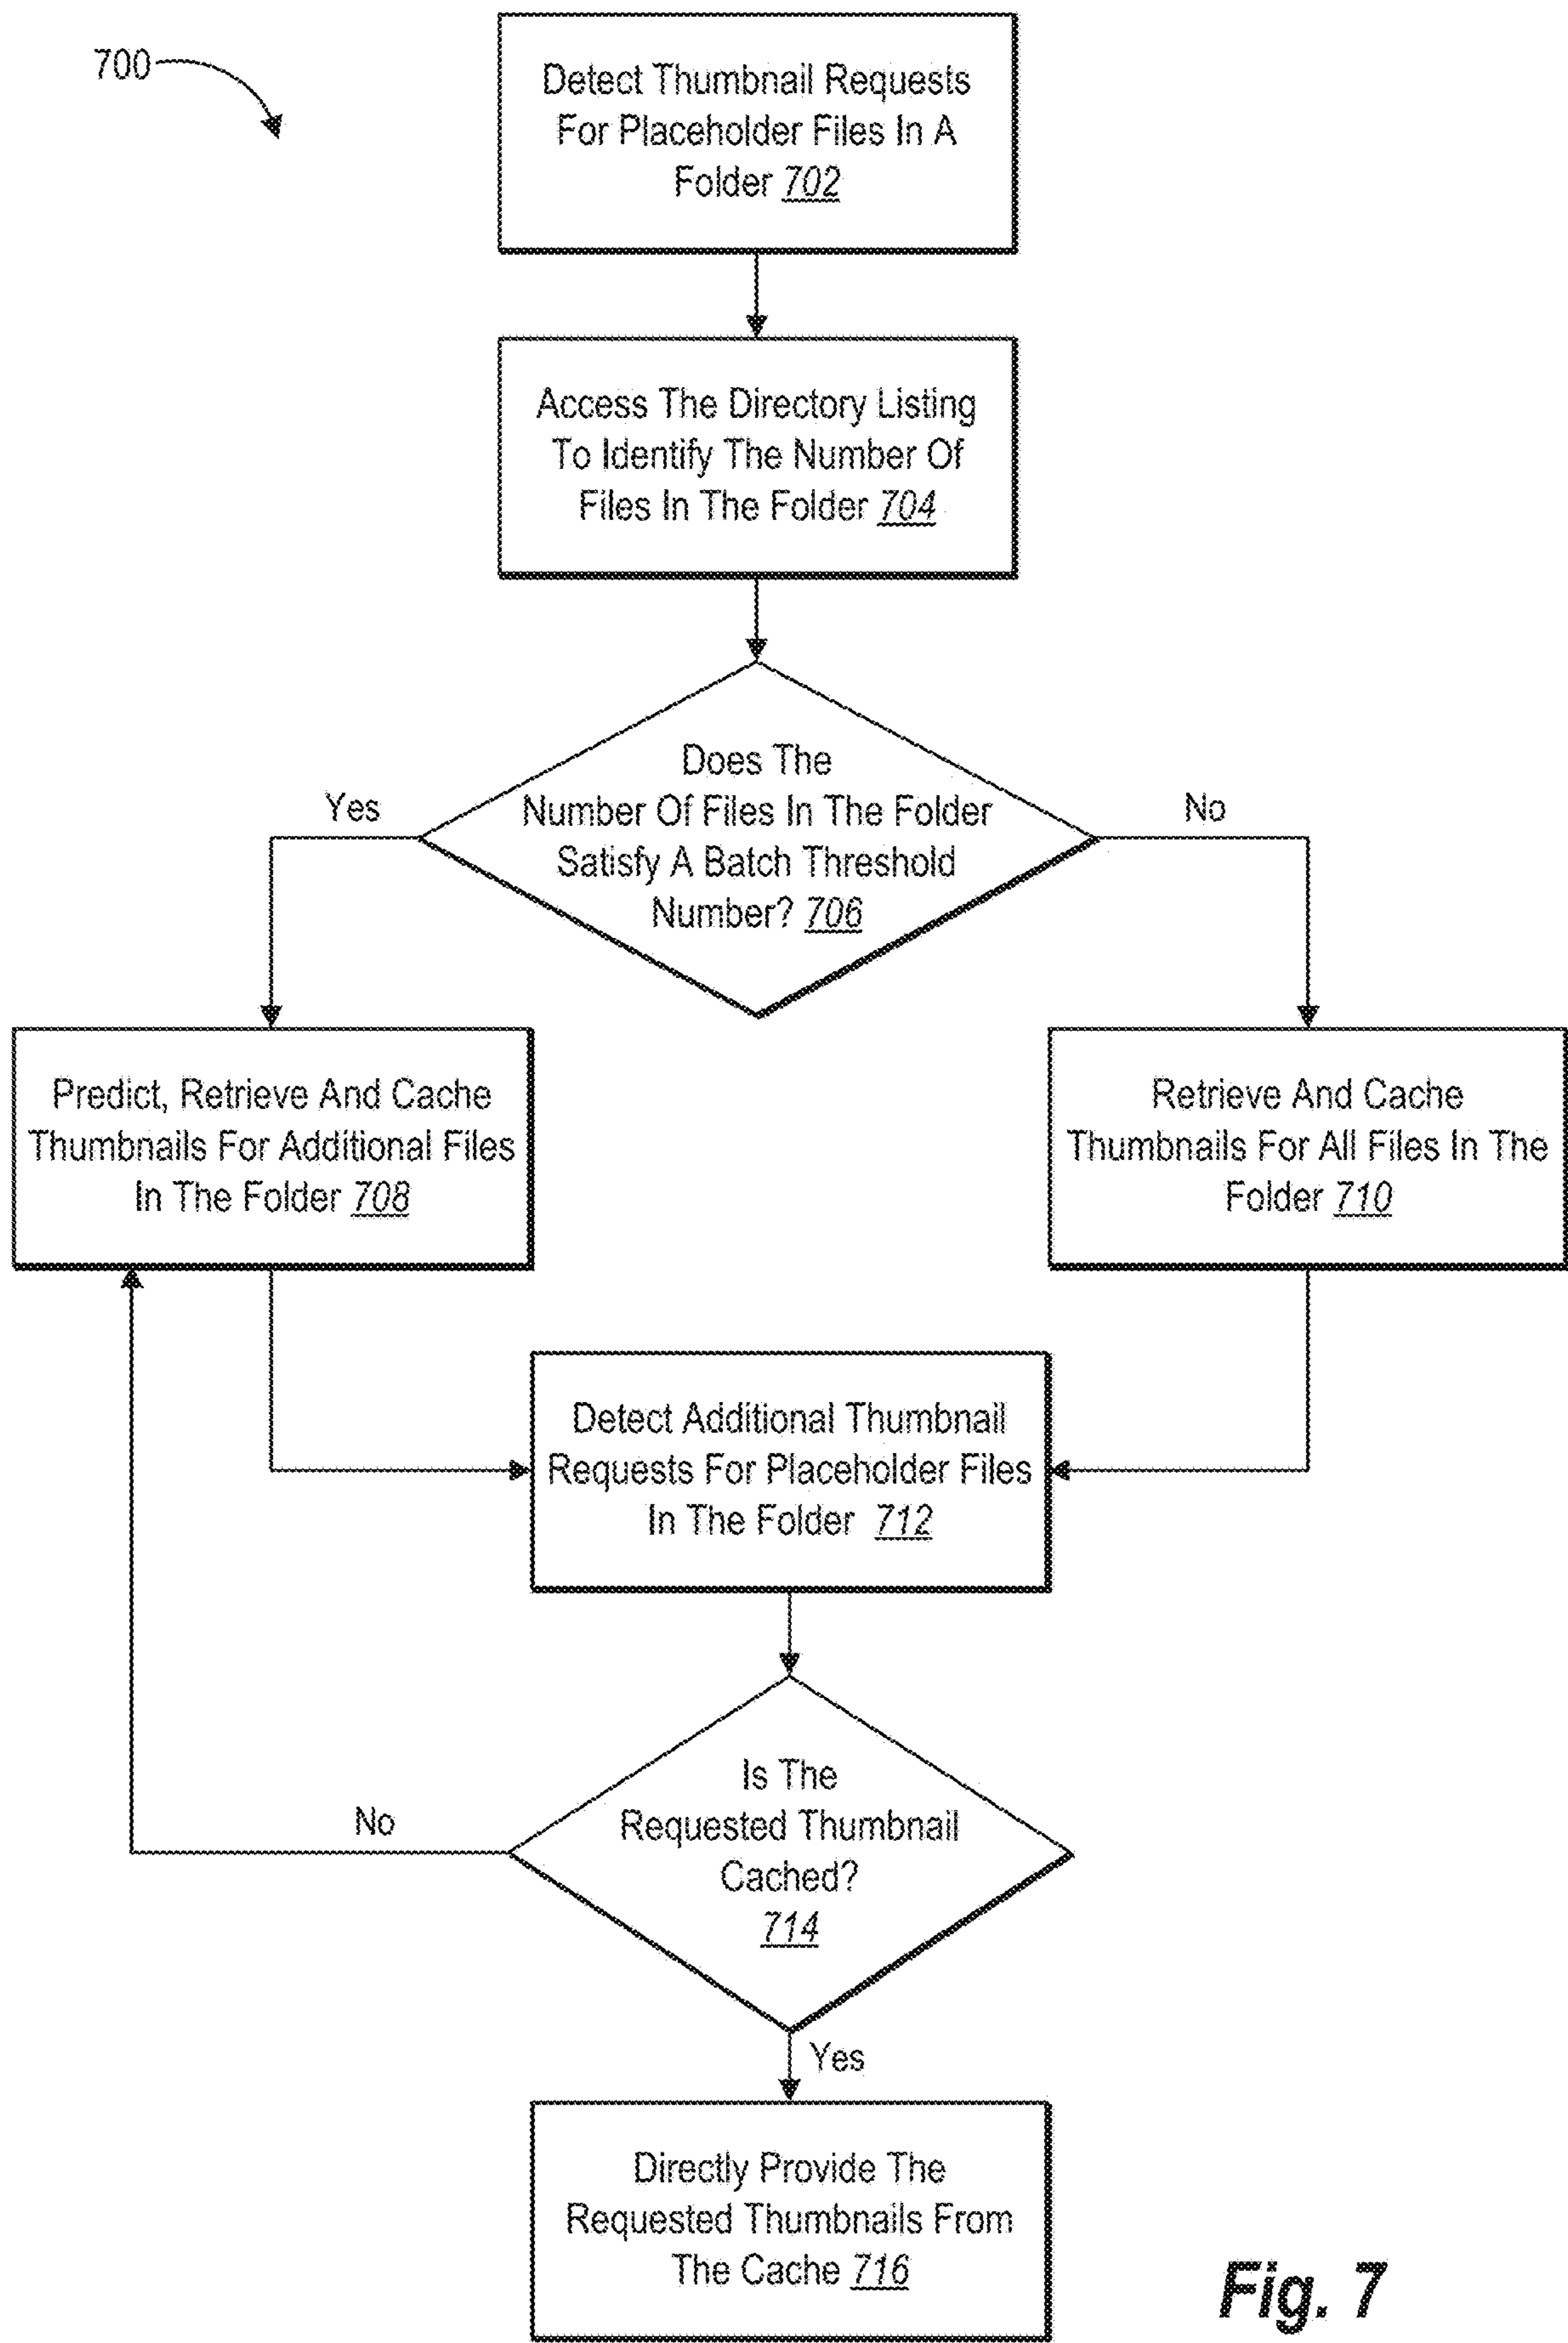 700
Detect Thumbnail Requests
For Placeholder Files In A
Folder 702
Access The Directory Listing
To Identify The Number Of
Files In The Folder 704
Does The
Number Of Files In The Folder
Satisfy A Batch Threshold
Number? 706
Yes
No
Predict, Retrieve And Cache
Thumbnails For Additional Files
In The Folder 708
Retrieve And Cache
Thumbnails For All Files In The
Folder 710
Detect Additional Thumbnail
Requests For Placeholder Files
In The Folder 712
Is The
Requested Thumbnail
Cached?
714
No
Yes
Directly Provide The
Requested Thumbnails From
The Cache 716
Fig. 7